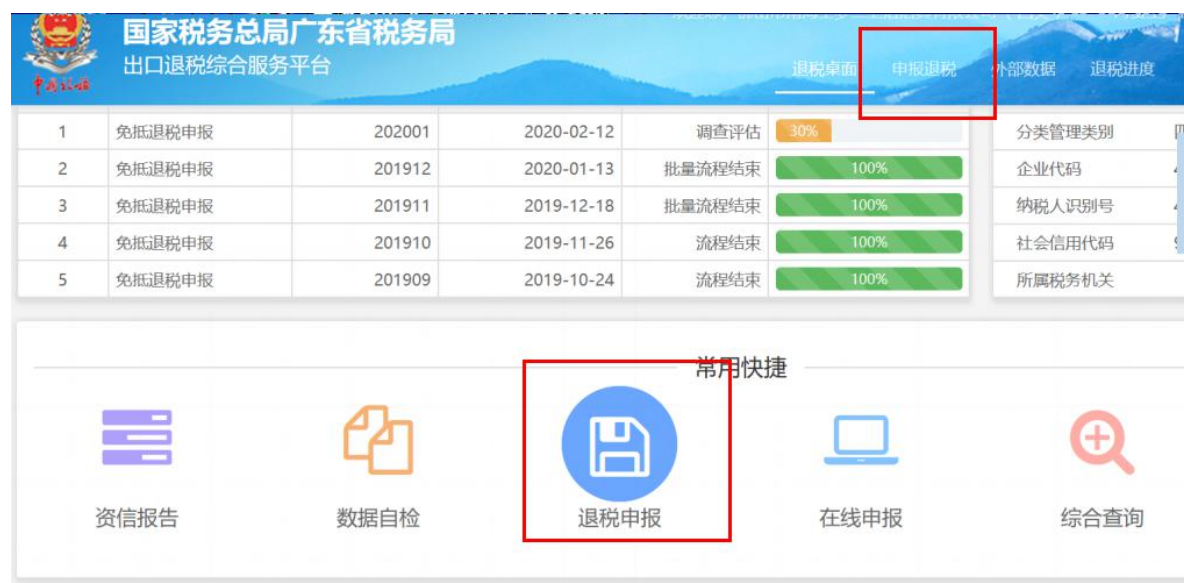 国家税务总局广东省税务局
出口退税综合服务平台
中国税务
退税桌面 申报退税 外部数据 退税进度
1 免抵退税申报 202001 2020-02-12 调查评估 30% 分类管理类别
2 免抵退税申报 201912 2020-01-13 批量流程结束 100% 企业代码
3 免抵退税申报 201911 2019-12-18 批量流程结束 100% 纳税人识别号
4 免抵退税申报 201910 2019-11-26 流程结束 100% 社会信用代码
5 免抵退税申报 201909 2019-10-24 流程结束 100% 所属税务机关
常用快捷
资信报告 数据自检 退税申报 在线申报 综合查询